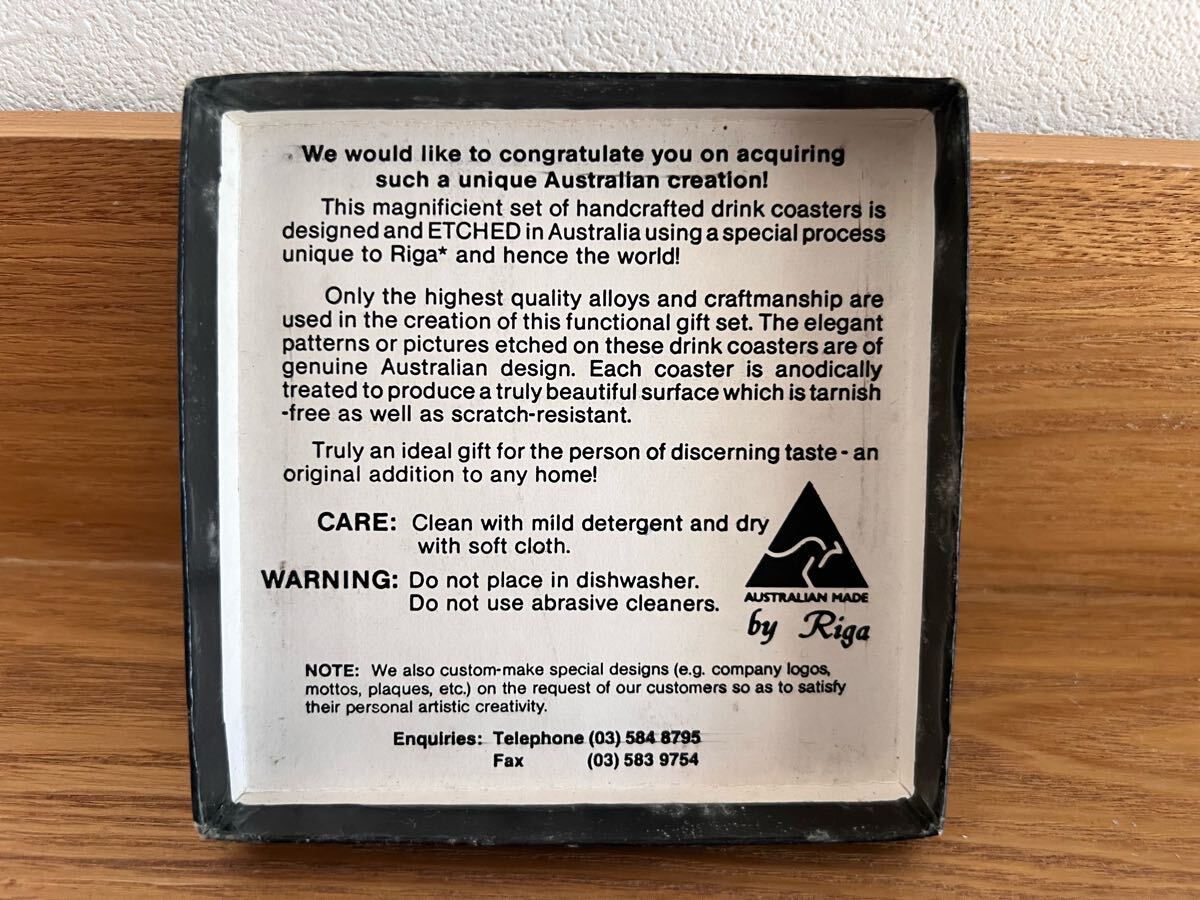 We would like to congratulate you on acquiring
such a unique Australian creation!
This magnificient set of handcrafted drink coasters is
designed and ETCHED in Australia using a special process
unique to Riga* and hence the world!
Only the highest quality alloys and craftmanship are
used in the creation of this functional gift set. The elegant
patterns or pictures etched on these drink coasters are of
genuine Australian design. Each coaster is anodically
treated to produce a truly beautiful surface which is tarnish
-free as well as scratch-resistant.
Truly an ideal gift for the person of discerning taste - an
original addition to any home!
CARE: Clean with mild detergent and dry
with soft cloth.
WARNING: Do not place in dishwasher.
Do not use abrasive cleaners.
AUSTRALIAN MADE
by Riga
NOTE: We also custom-make special designs (e.g. company logos,
mottos, plaques, etc.) on the request of our customers so as to satisfy
their personal artistic creativity.
Enquiries: Telephone (03) 584 8795
Fax (03) 583 9754